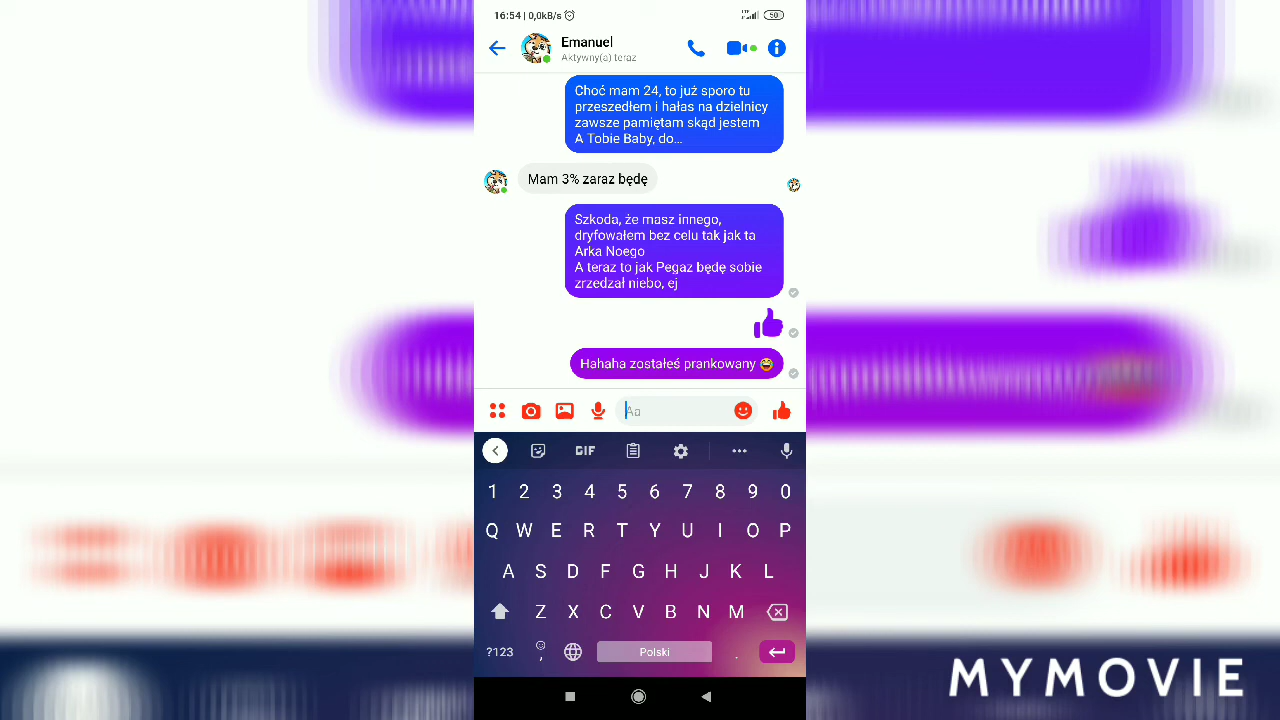 16:54 | 0,0kB/s
50
Emanuel
Aktywny(a) teraz
Choć mam 24, to już sporo tu
przeszedłem i hałas na dzielnicy
zawsze pamiętam skąd jestem
A Tobie Baby, do...
Mam 3% zaraz będę
Szkoda, że masz innego,
dryfowałem bez celu tak jak ta
Arka Noego
A teraz to jak Pegaz będę sobie
zrzedzał niebo, ej
Hahaha zostałeś prankowany
Aa
GIF
1 2 3 4 5 6 7 8 9 0
Q W E R T Y U I O P
A S D F G H J K L
Z X C V B N M
?123 , Polski .
MYMOVIE